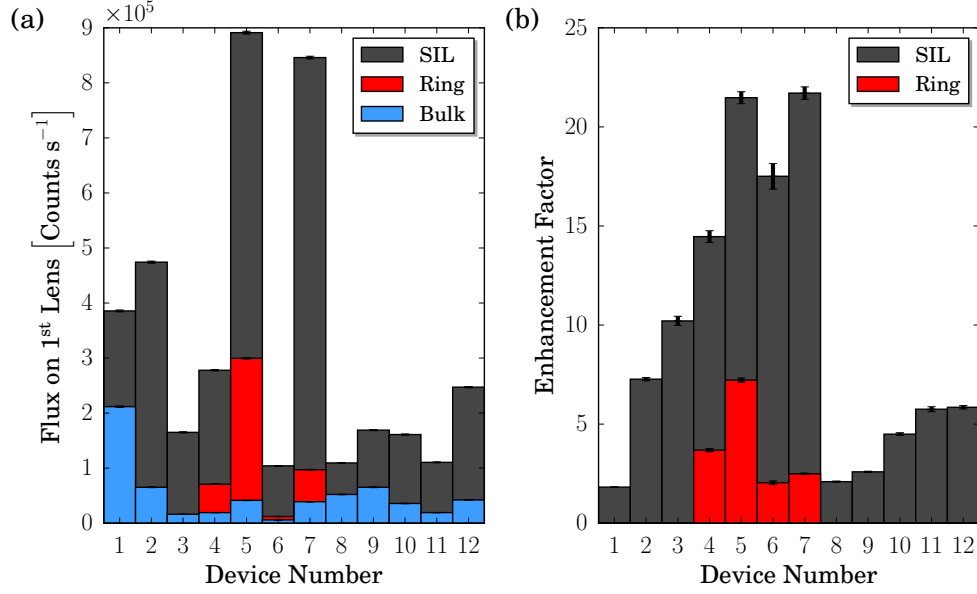 (a)
×10⁵
9
8
7
6
5
4
3
2
1
0
Flux on 1ˢᵗ Lens [Counts s⁻¹]
SIL
Ring
Bulk
1 2 3 4 5 6 7 8 9 10 11 12
Device Number
(b)
25
20
15
10
5
0
Enhancement Factor
SIL
Ring
1 2 3 4 5 6 7 8 9 10 11 12
Device Number